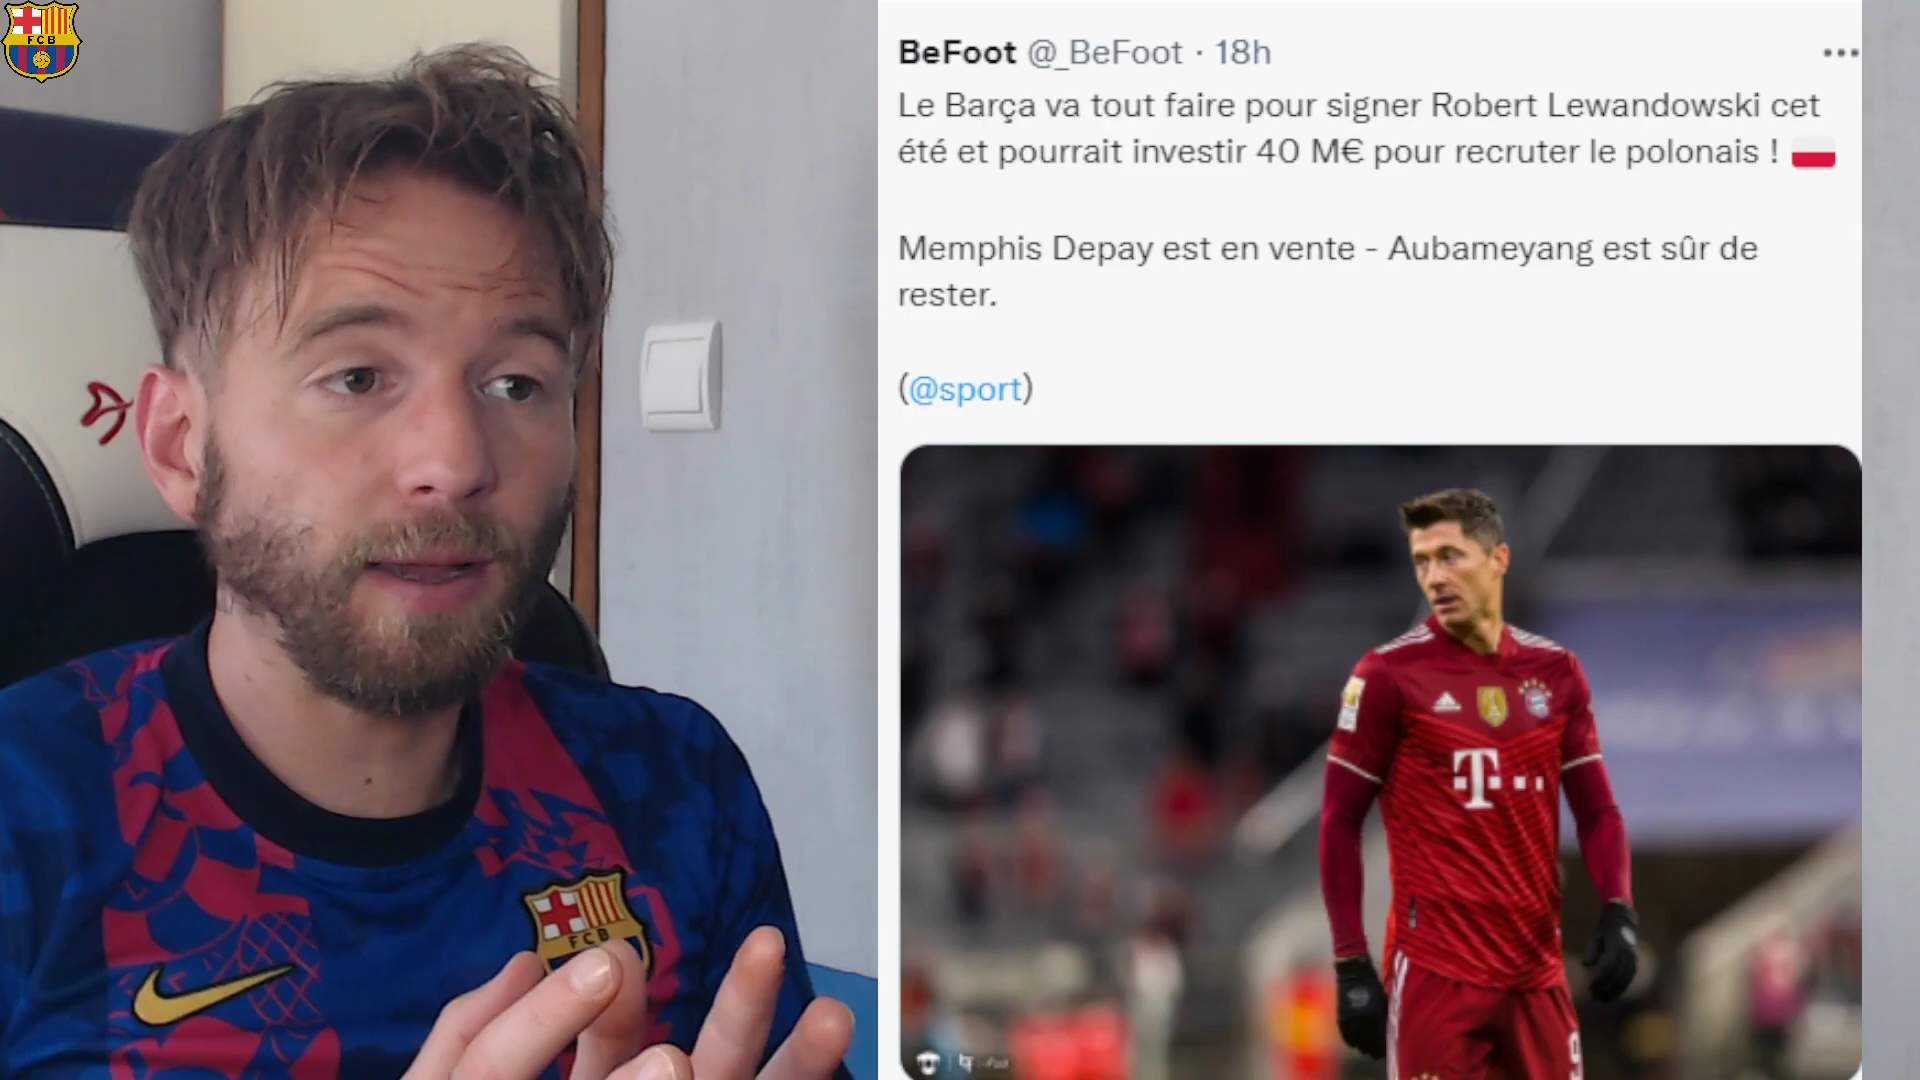 FCB
BeFoot @_BeFoot · 18h
Le Barça va tout faire pour signer Robert Lewandowski cet
été et pourrait investir 40 M€ pour recruter le polonais !
Memphis Depay est en vente - Aubameyang est sûr de
rester.
(@sport)
T
FCB
9